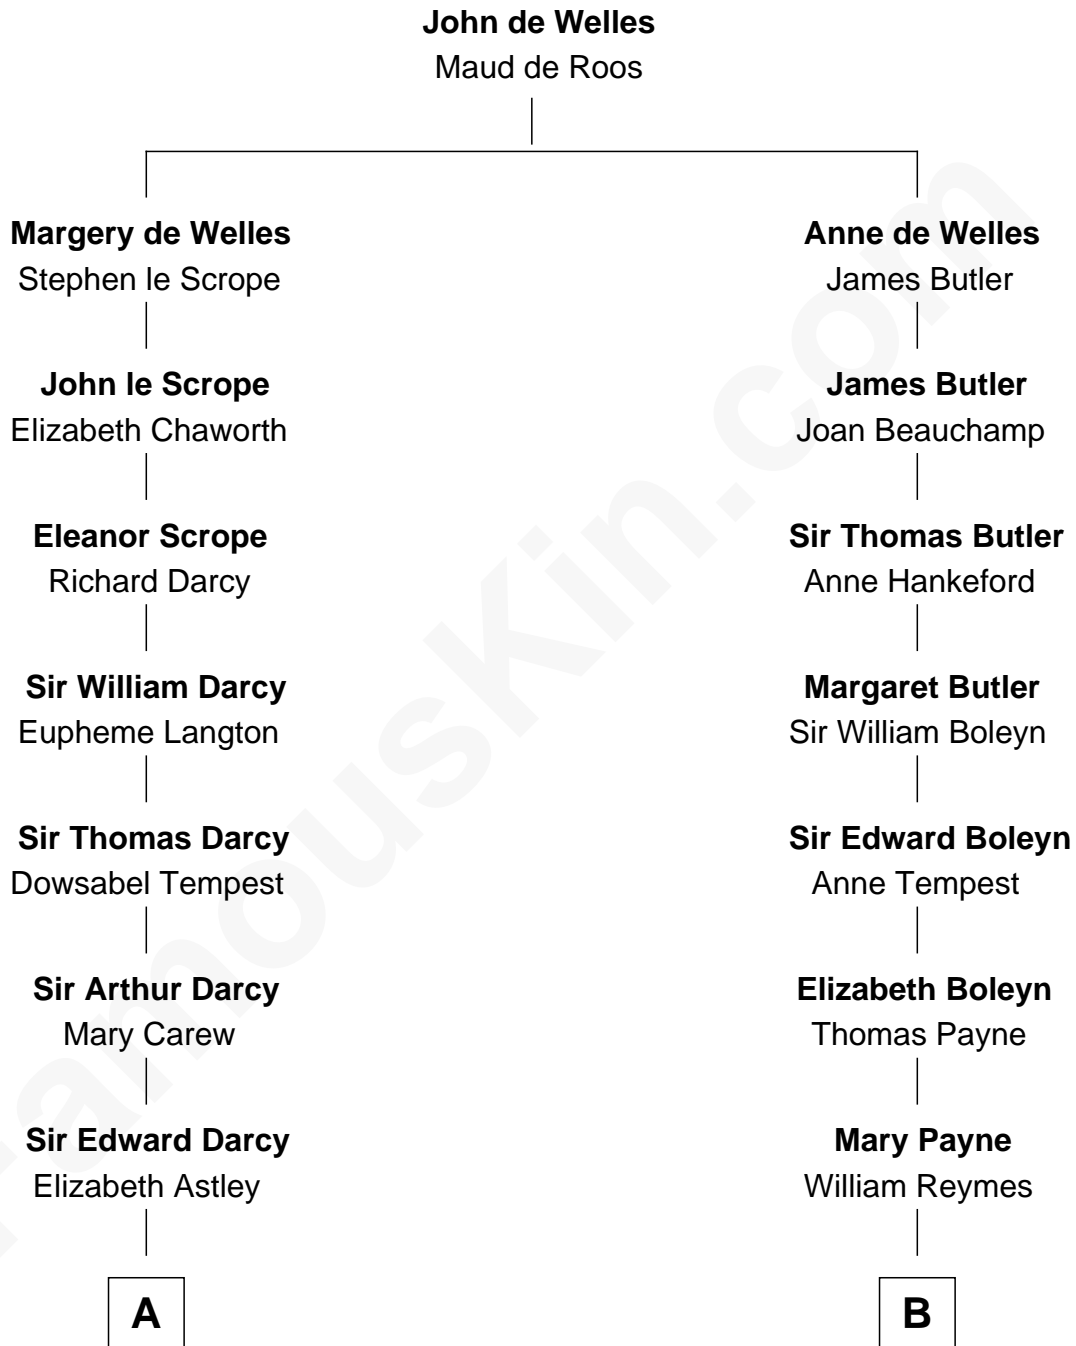 John de Welles
Maud de Roos
Margery de Welles
Stephen le Scrope
Anne de Welles
James Butler
John le Scrope
Elizabeth Chaworth
James Butler
Joan Beauchamp
Eleanor Scrope
Richard Darcy
Sir Thomas Butler
Anne Hankeford
Sir William Darcy
Eupheme Langton
Margaret Butler
Sir William Boleyn
Sir Thomas Darcy
Dowsabel Tempest
Sir Edward Boleyn
Anne Tempest
Sir Arthur Darcy
Mary Carew
Elizabeth Boleyn
Thomas Payne
Sir Edward Darcy
Elizabeth Astley
Mary Payne
William Reymes
A
B
FamousKin.com